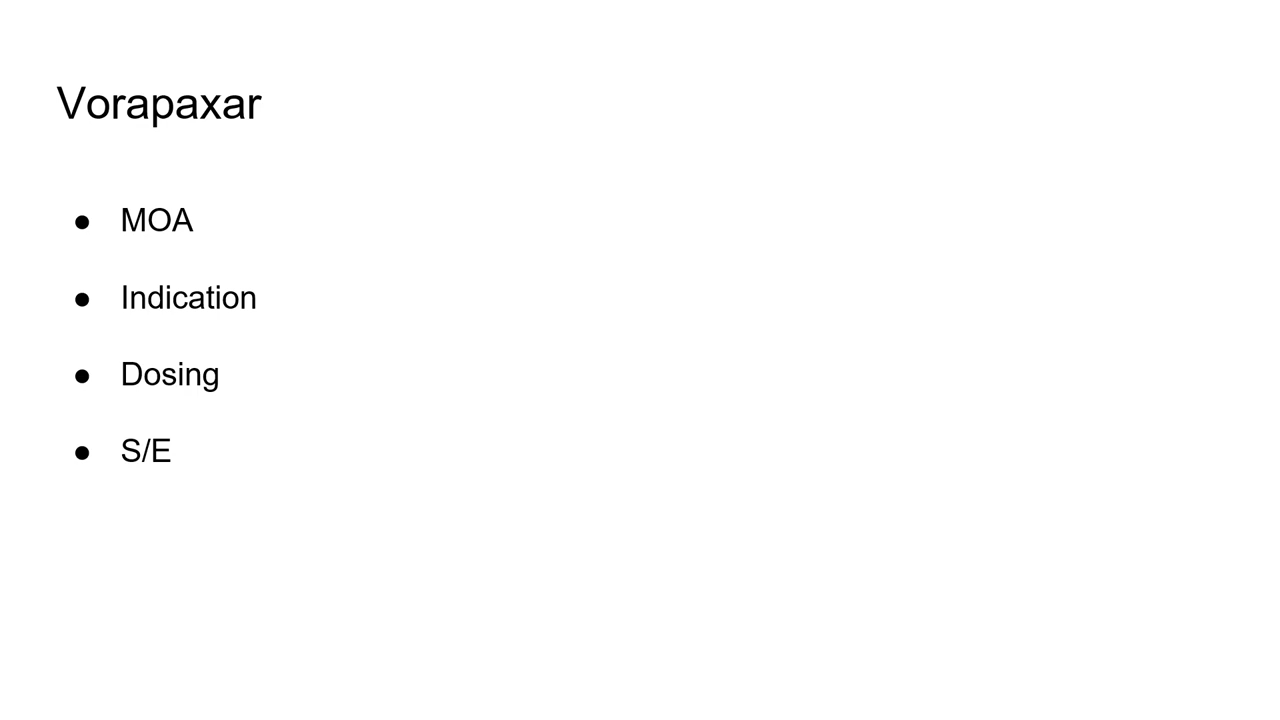 Vorapaxar
● MOA
● Indication
● Dosing
● S/E